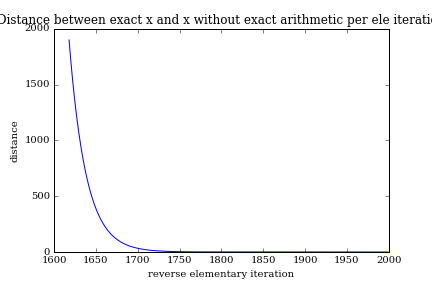 Distance between exact x and x without exact arithmetic per ele iteratio
2000
1500
1000
500
0
distance
1600 1650 1700 1750 1800 1850 1900 1950 2000
reverse elementary iteration